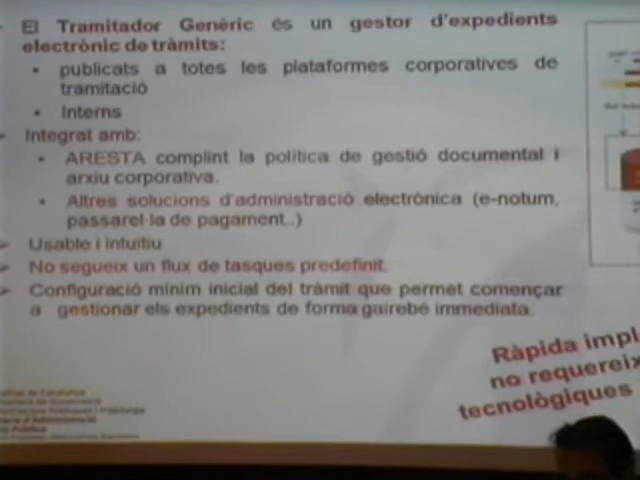 El Tramitador Genèric és un gestor d'expedients
electrònic de tràmits:
publicats a totes les plataformes corporatives de
tramitació
Interns
Integrat amb:
ARESTA complint la política de gestió documental i
arxiu corporativa.
Altres solucions d'administració electrònica (e-notum,
passarel·la de pagament..)
Usable i intuïtiu
No segueix un flux de tasques predefinit.
Configuració mínim inicial del tràmit que permet començar
a gestionar els expedients de forma gairebé immediata.
Ràpida impl
no requereix
tecnològiques